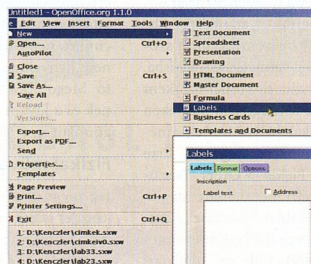 Untitled1 - OpenOffice.org 1.1.0
Edit View Insert Format Tools Window Help
New
Open... Ctrl+O
AutoPilot
Close
Save Ctrl+S
Save As...
Save All
Reload
Versions...
Export...
Export as PDF...
Send
Properties...
Templates
Page Preview
Print... Ctrl+P
Printer Settings...
Exit Ctrl+Q
1: D:\Kenczler\cimkek.sxw
2: D:\Kenczler\cimkeiv0.sxw
3: D:\Kenczler\lab33.sxw
4: D:\Kenczler\lab23.sxw
Text Document
Spreadsheet
Presentation
Drawing
HTML Document
Master Document
Formula
Labels
Business Cards
Templates and Documents
Labels
Labels Format Options
Inscription
Label text Address